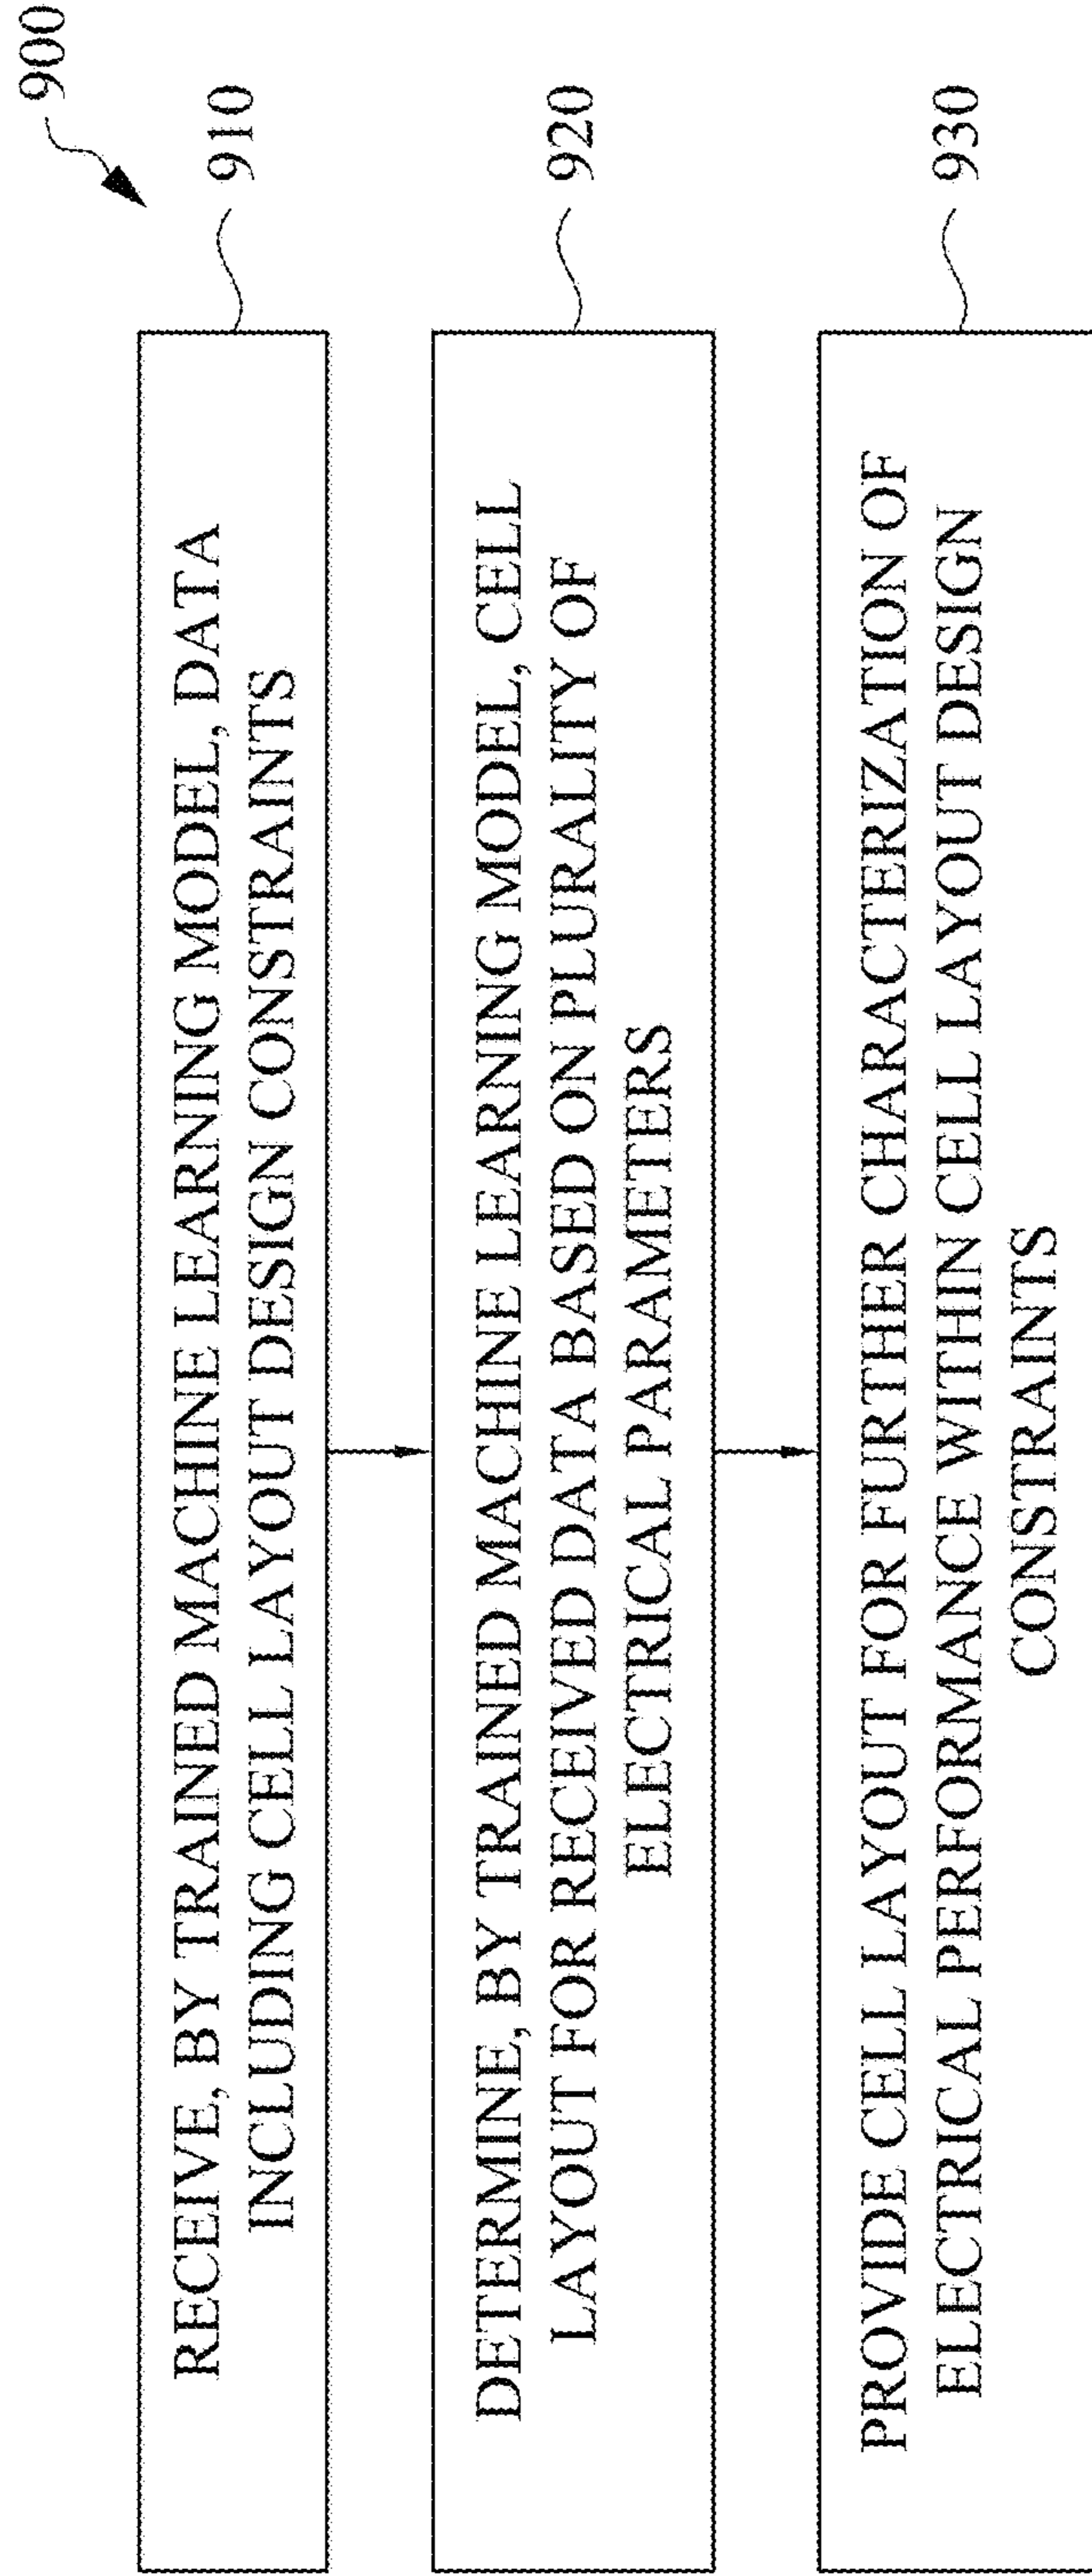 900
RECEIVE, BY TRAINED MACHINE LEARNING MODEL, DATA
INCLUDING CELL LAYOUT DESIGN CONSTRAINTS
910
DETERMINE, BY TRAINED MACHINE LEARNING MODEL, CELL
LAYOUT FOR RECEIVED DATA BASED ON PLURALITY OF
ELECTRICAL PARAMETERS
920
PROVIDE CELL LAYOUT FOR FURTHER CHARACTERIZATION OF
ELECTRICAL PERFORMANCE WITHIN CELL LAYOUT DESIGN
CONSTRAINTS
930